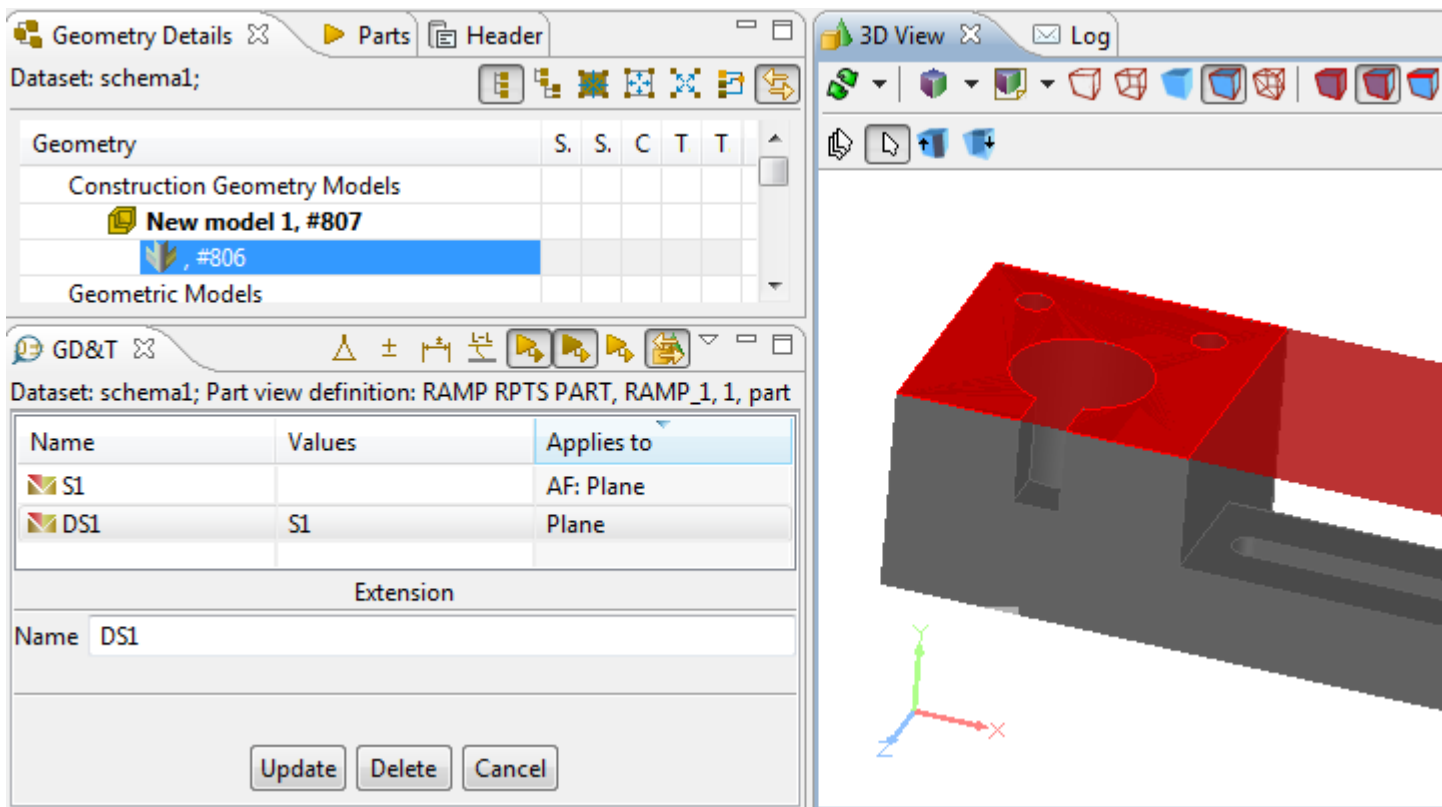 Geometry Details Parts Header
Dataset: schema1;
Geometry S. S. C T T
Construction Geometry Models
New model 1, #807
, #806
Geometric Models
GD&T
Dataset: schema1; Part view definition: RAMP RPTS PART, RAMP_1, 1, part
Name Values Applies to
S1 AF: Plane
DS1 S1 Plane
Extension
Name DS1
Update Delete Cancel
3D View Log
Y
X
Z